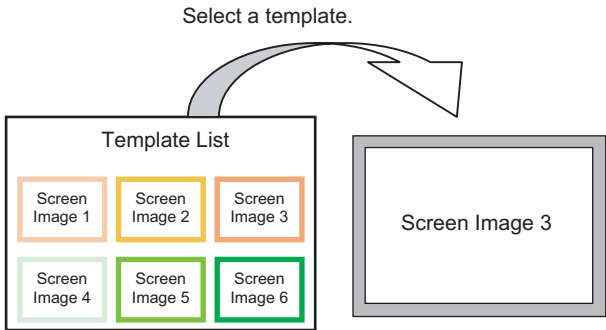 Select a template.
Template List
Screen
Image 1
Screen
Image 2
Screen
Image 3
Screen
Image 4
Screen
Image 5
Screen
Image 6
Screen Image 3